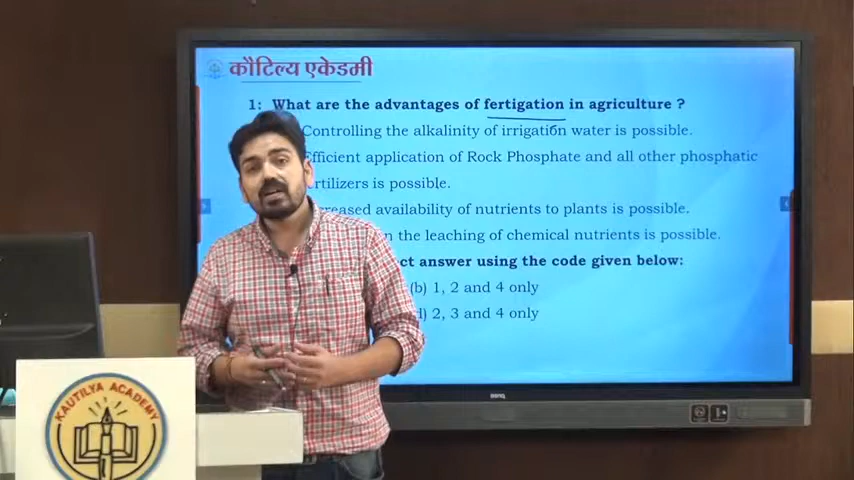 कौटिल्य एकेडमी
1: What are the advantages of fertigation in agriculture ?
Controlling the alkalinity of irrigation water is possible.
Efficient application of Rock Phosphate and all other phosphatic
fertilizers is possible.
availability of nutrients to plants is possible.
the leaching of chemical nutrients is possible.
answer using the code given below:
(b) 1, 2 and 4 only
2, 3 and 4 only
BenQ
KAUTILYA ACADEMY